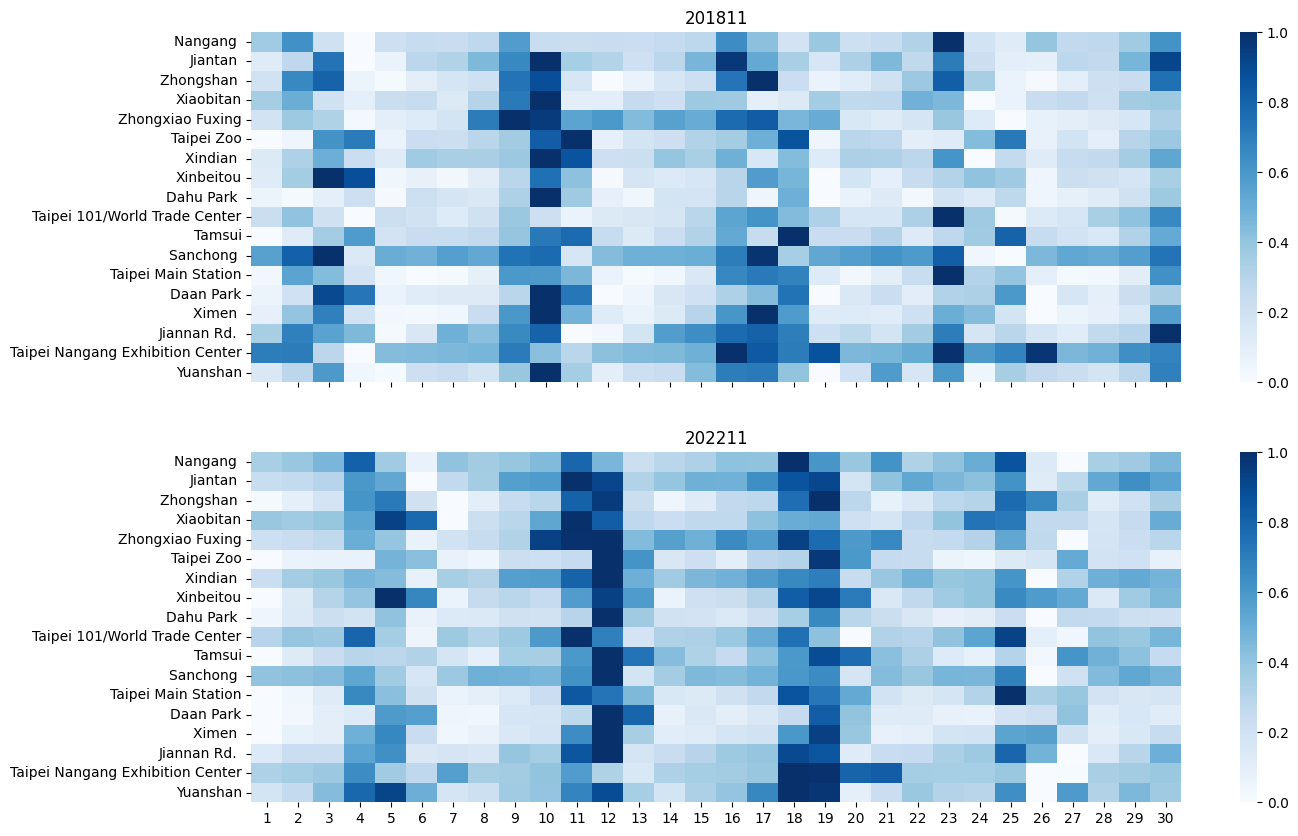 201811
Nangang
Jiantan
Zhongshan
Xiaobitan
Zhongxiao Fuxing
Taipei Zoo
Xindian
Xinbeitou
Dahu Park
Taipei 101/World Trade Center
Tamsui
Sanchong
Taipei Main Station
Daan Park
Ximen
Jiannan Rd.
Taipei Nangang Exhibition Center
Yuanshan
1.0
0.8
0.6
0.4
0.2
0.0
202211
Nangang
Jiantan
Zhongshan
Xiaobitan
Zhongxiao Fuxing
Taipei Zoo
Xindian
Xinbeitou
Dahu Park
Taipei 101/World Trade Center
Tamsui
Sanchong
Taipei Main Station
Daan Park
Ximen
Jiannan Rd.
Taipei Nangang Exhibition Center
Yuanshan
1 2 3 4 5 6 7 8 9 10 11 12 13 14 15 16 17 18 19 20 21 22 23 24 25 26 27 28 29 30
1.0
0.8
0.6
0.4
0.2
0.0